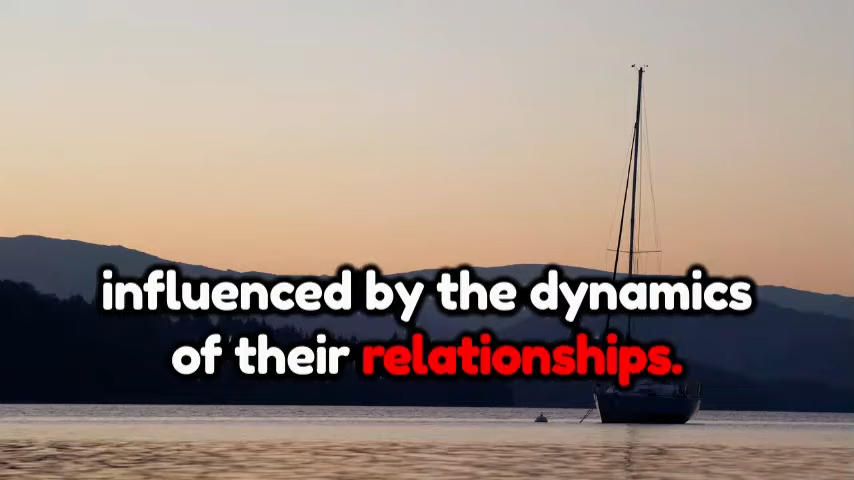 influenced by the dynamics
of their relationships.